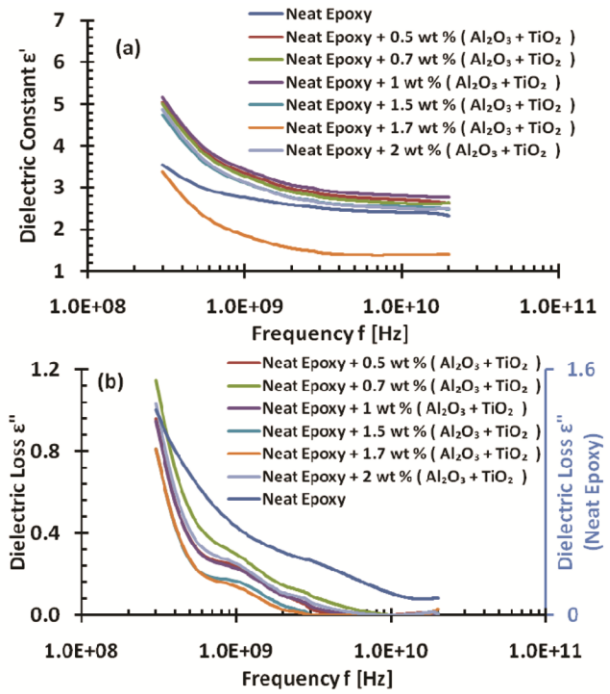 (a)
Neat Epoxy
Neat Epoxy + 0.5 wt % ( Al₂O₃ + TiO₂ )
Neat Epoxy + 0.7 wt % ( Al₂O₃ + TiO₂ )
Neat Epoxy + 1 wt % ( Al₂O₃ + TiO₂ )
Neat Epoxy + 1.5 wt % ( Al₂O₃ + TiO₂ )
Neat Epoxy + 1.7 wt % ( Al₂O₃ + TiO₂ )
Neat Epoxy + 2 wt % ( Al₂O₃ + TiO₂ )
Dielectric Constant ε'
7
6
5
4
3
2
1
1.0E+08 1.0E+09 1.0E+10 1.0E+11
Frequency f [Hz]
(b)
Neat Epoxy + 0.5 wt % ( Al₂O₃ + TiO₂ )
Neat Epoxy + 0.7 wt % ( Al₂O₃ + TiO₂ )
Neat Epoxy + 1 wt % ( Al₂O₃ + TiO₂ )
Neat Epoxy + 1.5 wt % ( Al₂O₃ + TiO₂ )
Neat Epoxy + 1.7 wt % ( Al₂O₃ + TiO₂ )
Neat Epoxy + 2 wt % ( Al₂O₃ + TiO₂ )
Neat Epoxy
Dielectric Loss ε"
1.2
0.8
0.4
0.0
1.6
0
Dielectric Loss ε"
(Neat Epoxy)
1.0E+08 1.0E+09 1.0E+10 1.0E+11
Frequency f [Hz]